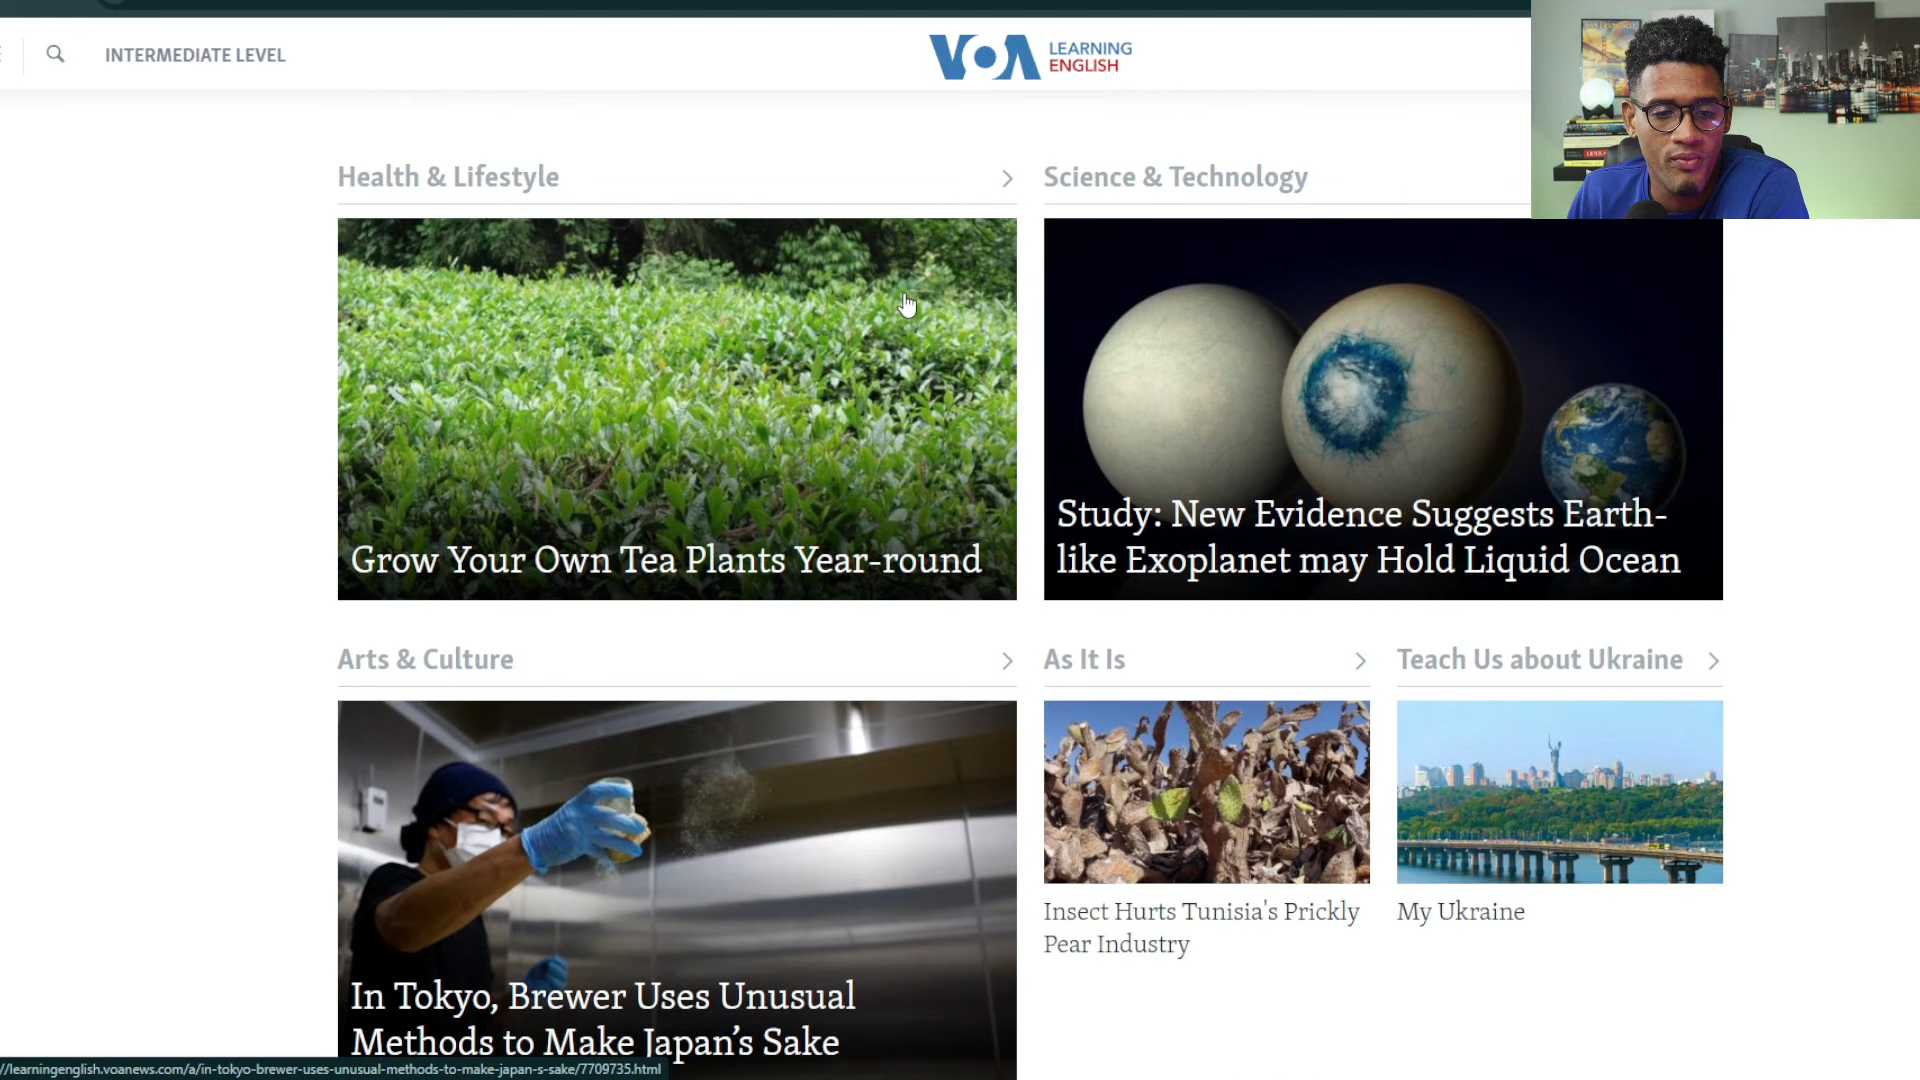 INTERMEDIATE LEVEL
VOA LEARNING
ENGLISH
Health & Lifestyle
Science & Technology
Grow Your Own Tea Plants Year-round
Study: New Evidence Suggests Earth-
like Exoplanet may Hold Liquid Ocean
Arts & Culture
As It Is
Teach Us about Ukraine
In Tokyo, Brewer Uses Unusual
Methods to Make Japan’s Sake
Insect Hurts Tunisia's Prickly
Pear Industry
My Ukraine
//learningenglish.voanews.com/a/in-tokyo-brewer-uses-unusual-methods-to-make-japan-s-sake/7709735.html